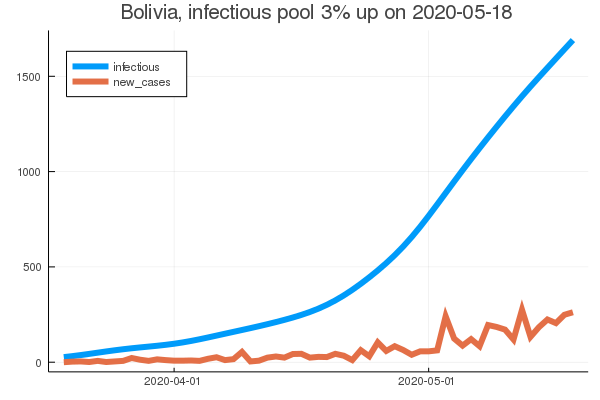 Bolivia, infectious pool 3% up on 2020-05-18
infectious
new_cases
1500
1000
500
0
2020-04-01
2020-05-01